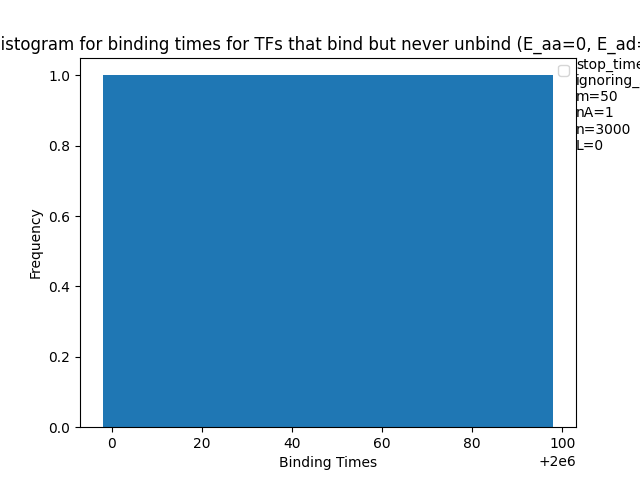 istogram for binding times for TFs that bind but never unbind (E_aa=0, E_ad=
stop_time
ignoring_
m=50
nA=1
n=3000
L=0
1.0
0.8
0.6
0.4
0.2
0.0
Frequency
0 20 40 60 80 100
+2e6
Binding Times